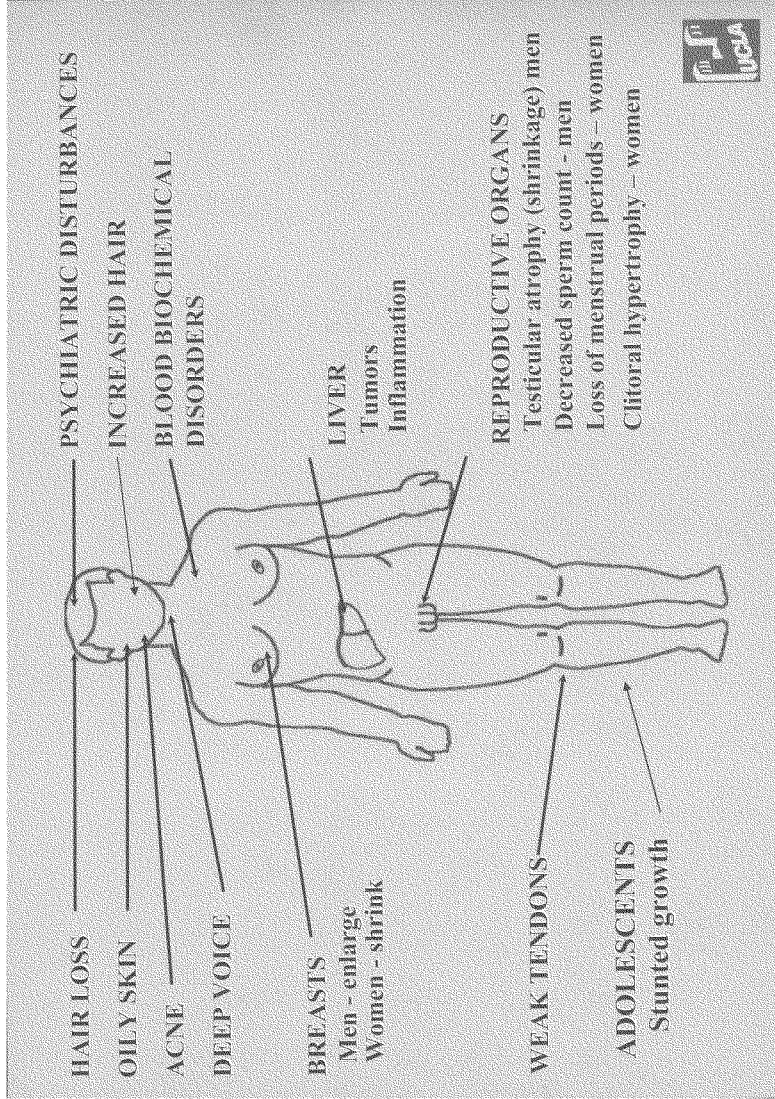 HAIR LOSS
OILY SKIN
ACNE
DEEP VOICE
BREASTS
Men - enlarge
Women - shrink
WEAK TENDONS
ADOLESCENTS
Stunted growth
PSYCHIATRIC DISTURBANCES
INCREASED HAIR
BLOOD BIOCHEMICAL
DISORDERS
LIVER
Tumors
Inflammation
REPRODUCTIVE ORGANS
Testicular atrophy (shrinkage) men
Decreased sperm count - men
Loss of menstrual periods – women
Clitoral hypertrophy – women
UCLA